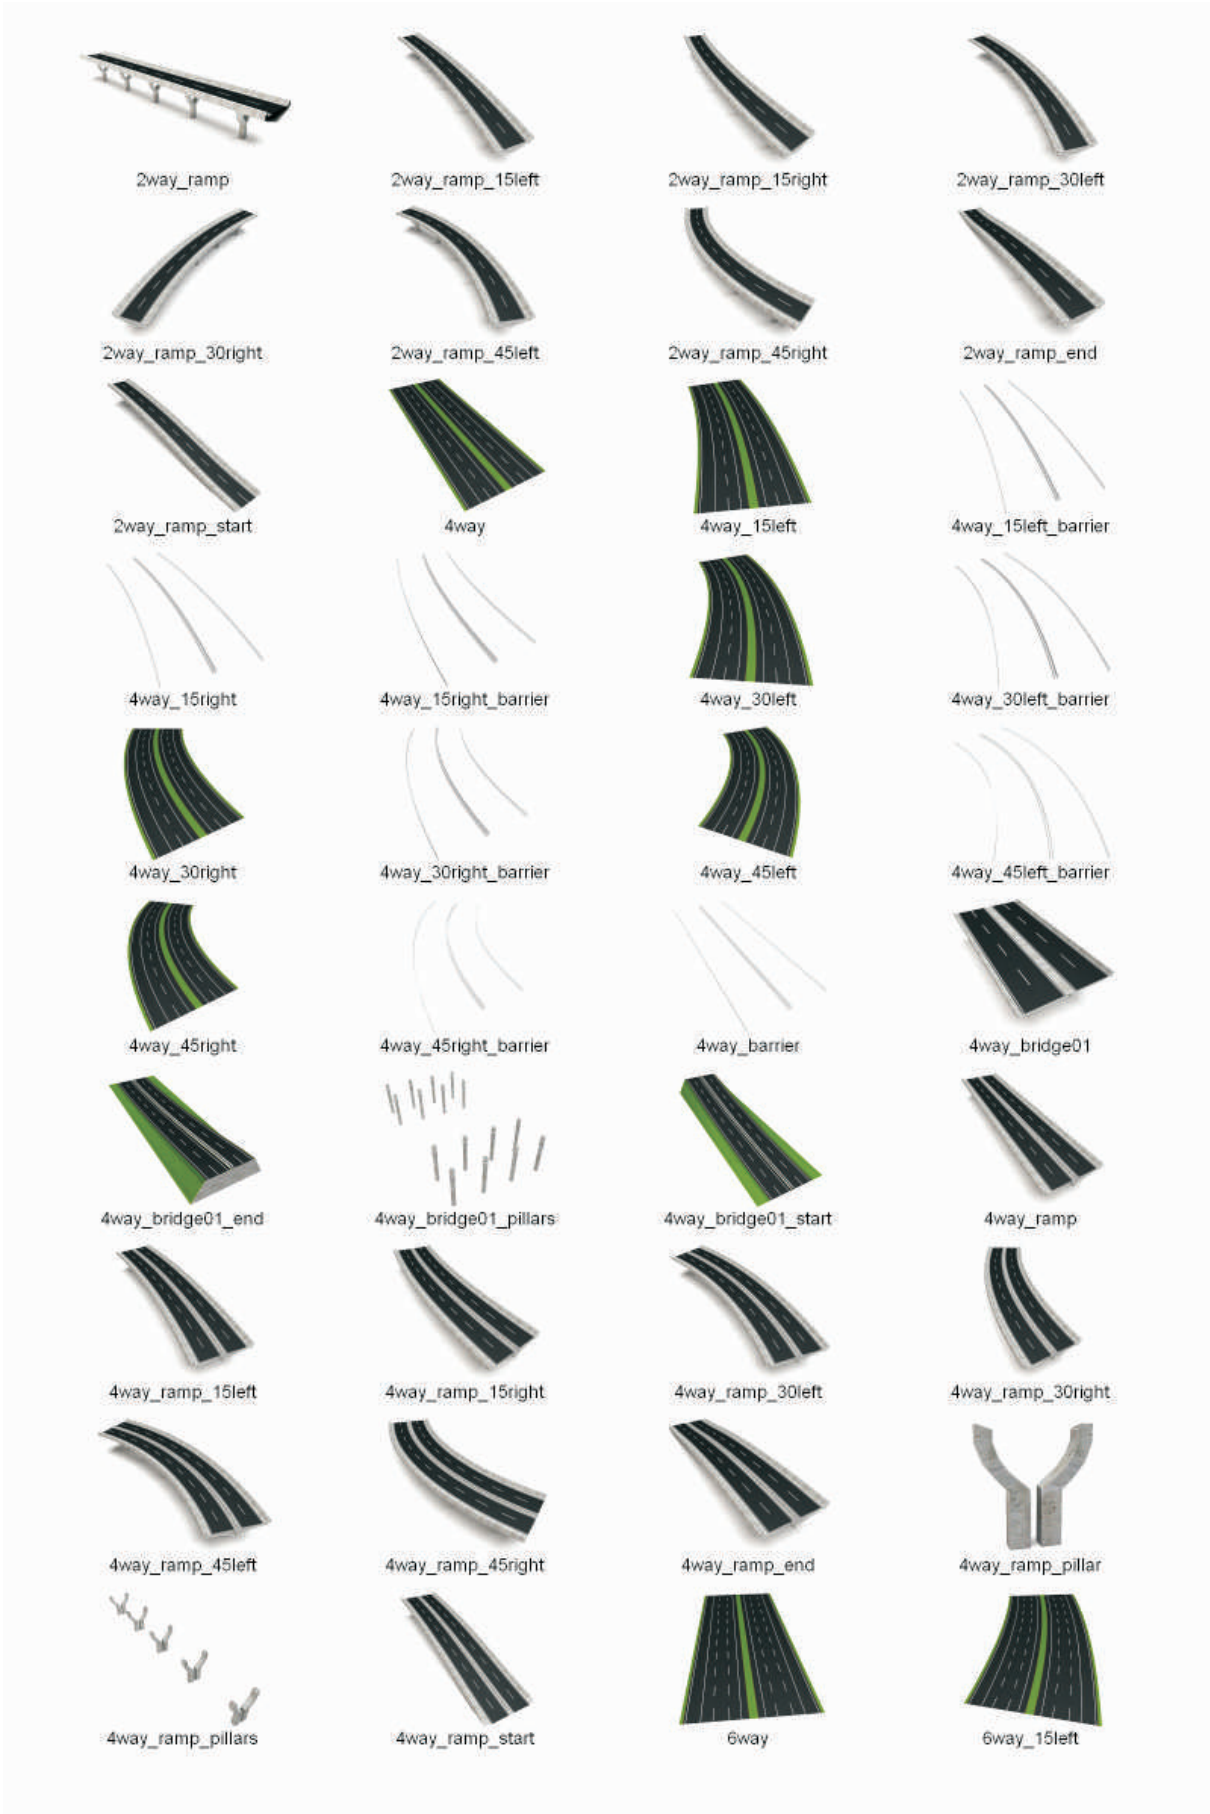 2way_ramp
2way_ramp_15left
2way_ramp_15right
2way_ramp_30left
2way_ramp_30right
2way_ramp_45left
2way_ramp_45right
2way_ramp_end
2way_ramp_start
4way
4way_15left
4way_15left_barrier
4way_15right
4way_15right_barrier
4way_30left
4way_30left_barrier
4way_30right
4way_30right_barrier
4way_45left
4way_45left_barrier
4way_45right
4way_45right_barrier
4way_barrier
4way_bridge01
4way_bridge01_end
4way_bridge01_pillars
4way_bridge01_start
4way_ramp
4way_ramp_15left
4way_ramp_15right
4way_ramp_30left
4way_ramp_30right
4way_ramp_45left
4way_ramp_45right
4way_ramp_end
4way_ramp_pillar
4way_ramp_pillars
4way_ramp_start
6way
6way_15left